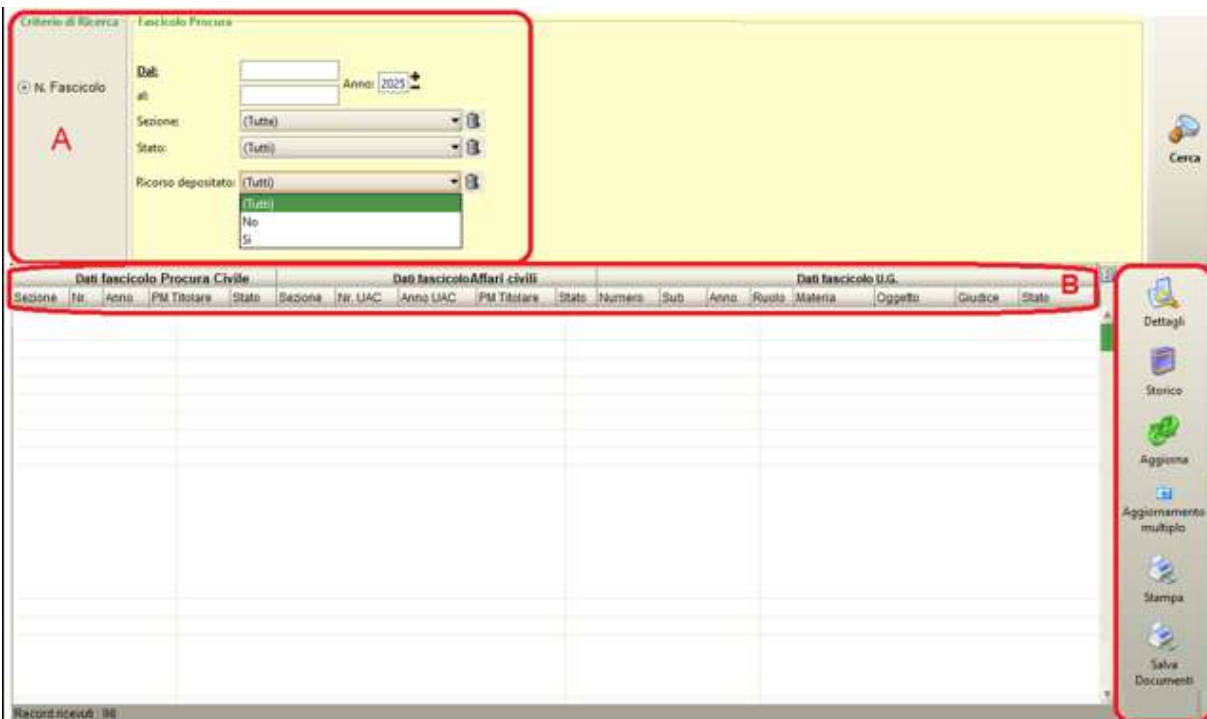 Criterio di Ricerca
Fascicolo Procura
N. Fascicolo
Dal:
Anno: 2025
al:
Sezione: (Tutte)
A
Stato: (Tutti)
Ricorso depositato: (Tutti)
(Tutti)
No
Si
Cerca
Dati fascicolo Procura Civile Dati fascicolo Affari civili Dati fascicolo U.G.
B
Sezione Nr. Anno PM Titolare Stato Sezione Nr. UAC Anno UAC PM Titolare Stato Numero Sub Anno Ruolo Materia Oggetto Giudice Stato
Dettagli
Storico
Aggiorna
Aggiornamento
multiplo
Stampa
Salva
Documenti
Record ricevuti : 98